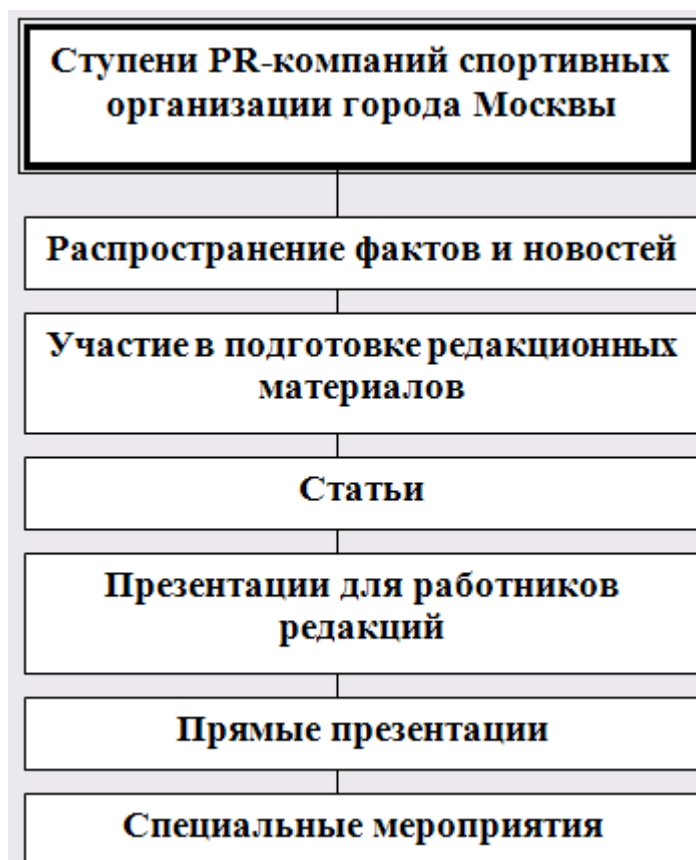 Ступени PR-компаний спортивных
организации города Москвы
Распространение фактов и новостей
Участие в подготовке редакционных
материалов
Статьи
Презентации для работников
редакций
Прямые презентации
Специальные мероприятия